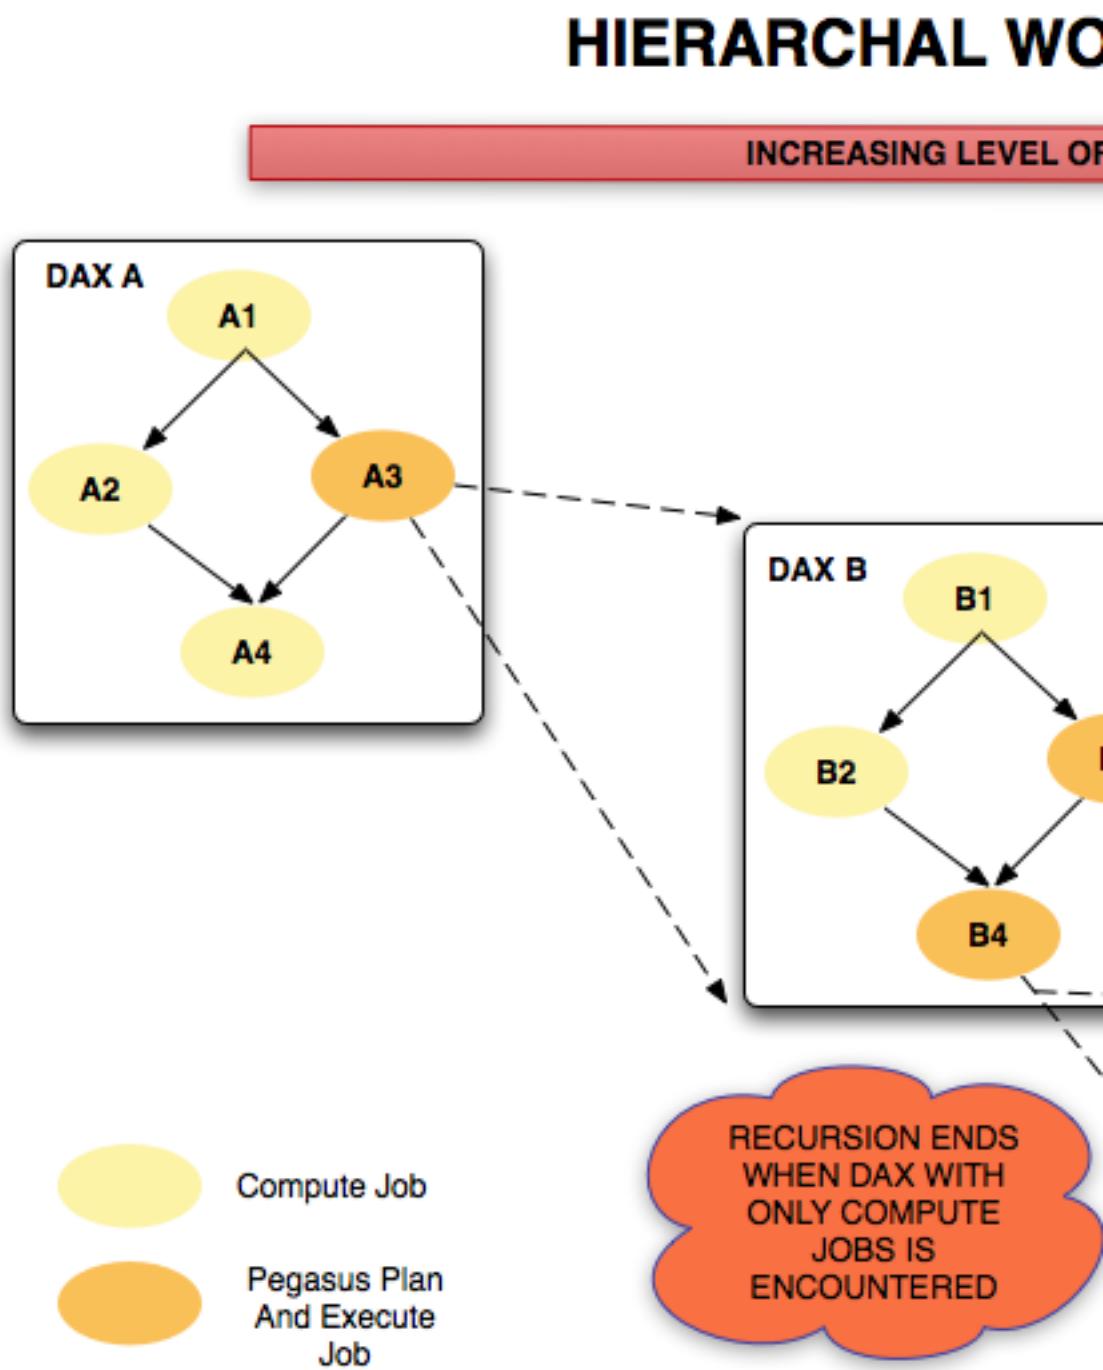 HIERARCHAL WO
INCREASING LEVEL OF
DAX A
A1
A2
A3
A4
DAX B
B1
B2
B4
RECURSION ENDS
WHEN DAX WITH
ONLY COMPUTE
JOBS IS
ENCOUNTERED
Compute Job
Pegasus Plan
And Execute
Job